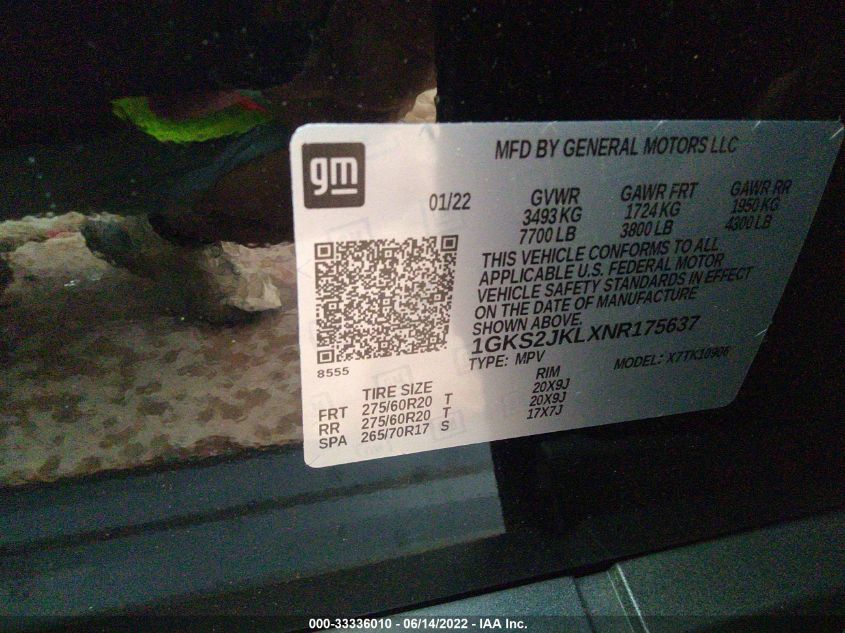 gm
MFD BY GENERAL MOTORS LLC
01/22 GVWR GAWR FRT GAWR RR
3493 KG 1724 KG 1950 KG
7700 LB 3800 LB 4300 LB
THIS VEHICLE CONFORMS TO ALL
APPLICABLE U.S. FEDERAL MOTOR
VEHICLE SAFETY STANDARDS IN EFFECT
ON THE DATE OF MANUFACTURE
SHOWN ABOVE.
1GKS2JKLXNR175637
TYPE: MPV MODEL: X7TK10906
8555
TIRE SIZE RIM
FRT 275/60R20 T 20X9J
RR 275/60R20 T 20X9J
SPA 265/70R17 S 17X7J
000-33336010 - 06/14/2022 - IAA Inc.